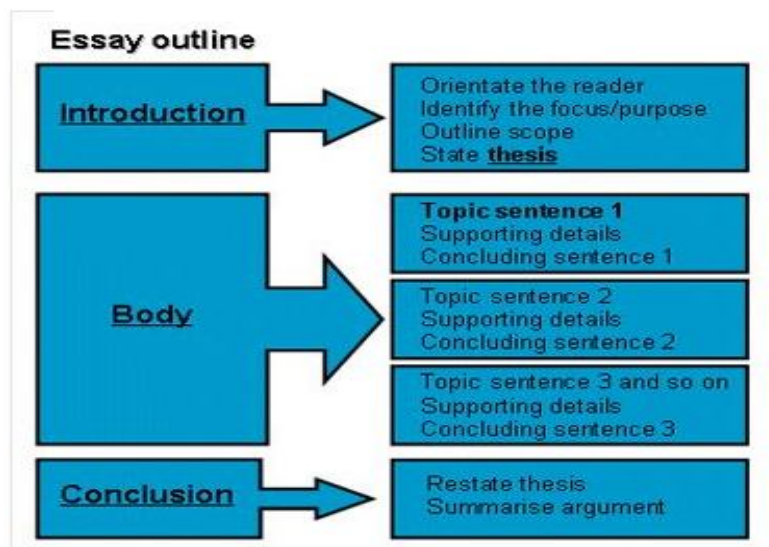 Essay outline
Introduction
Orientate the reader
Identify the focus/purpose
Outline scope
State thesis
Body
Topic sentence 1
Supporting details
Concluding sentence 1
Topic sentence 2
Supporting details
Concluding sentence 2
Topic sentence 3 and so on
Supporting details
Concluding sentence 3
Conclusion
Restate thesis
Summarise argument